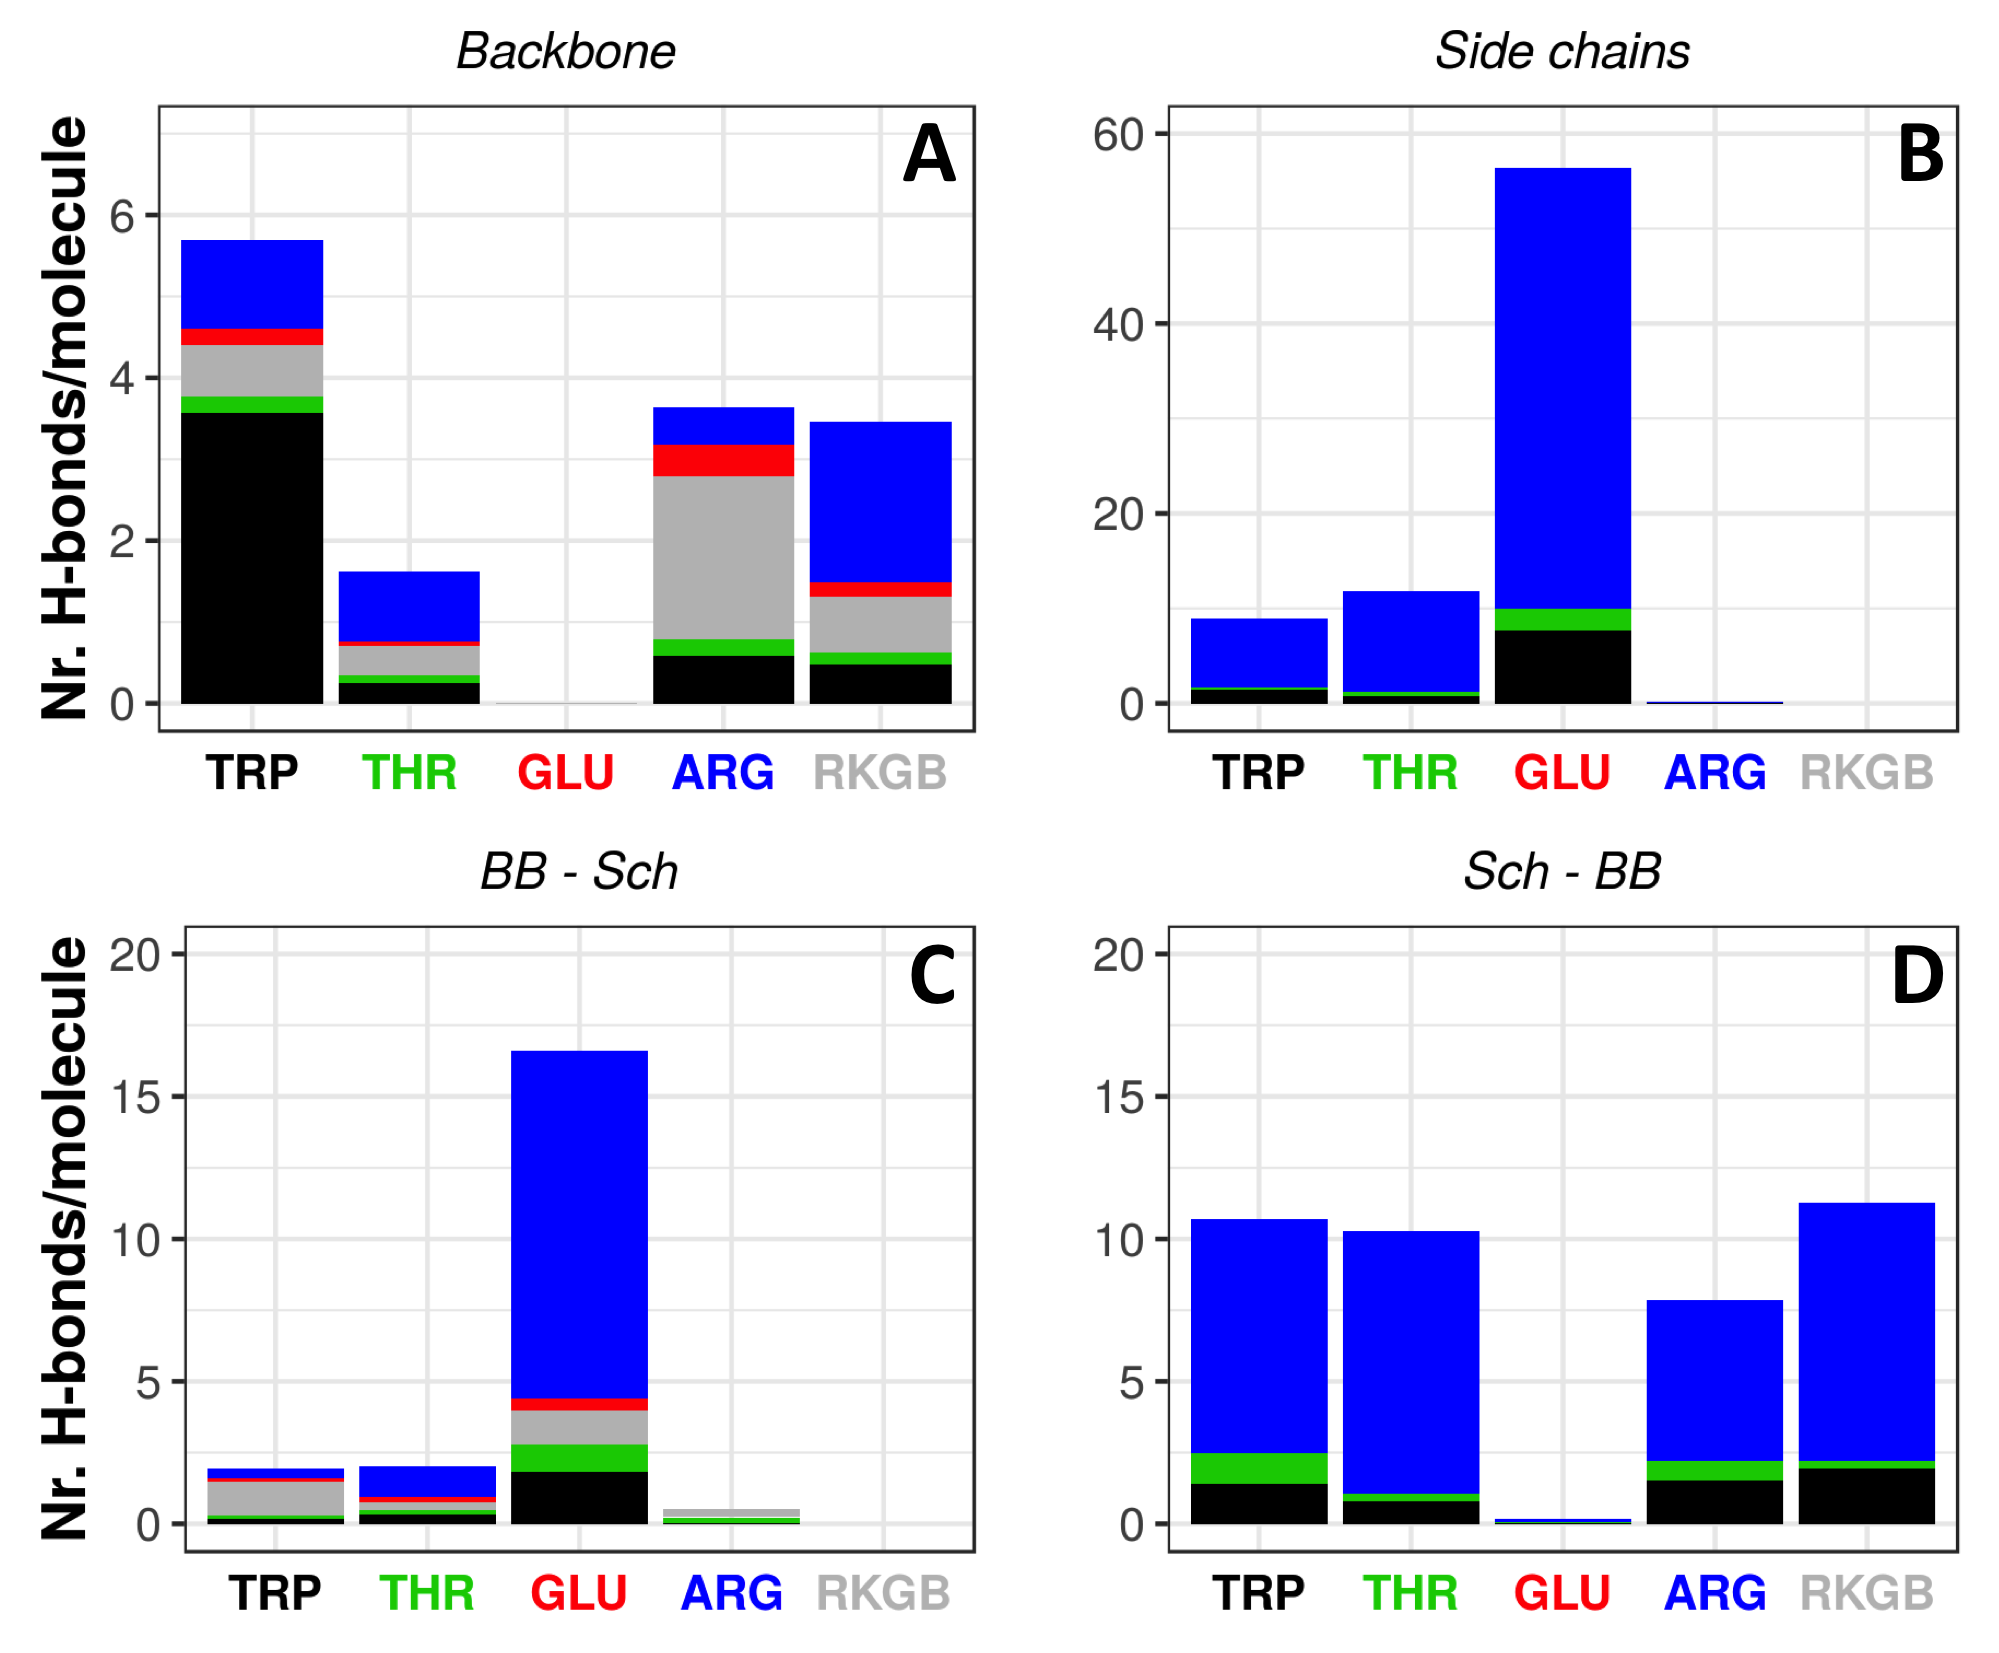 Backbone
Side chains
Nr. H-bonds/molecule
A
6
4
2
0
TRP THR GLU ARG RKGB
B
60
40
20
0
TRP THR GLU ARG RKGB
BB - Sch
Sch - BB
Nr. H-bonds/molecule
C
20
15
10
5
0
TRP THR GLU ARG RKGB
D
20
15
10
5
0
TRP THR GLU ARG RKGB